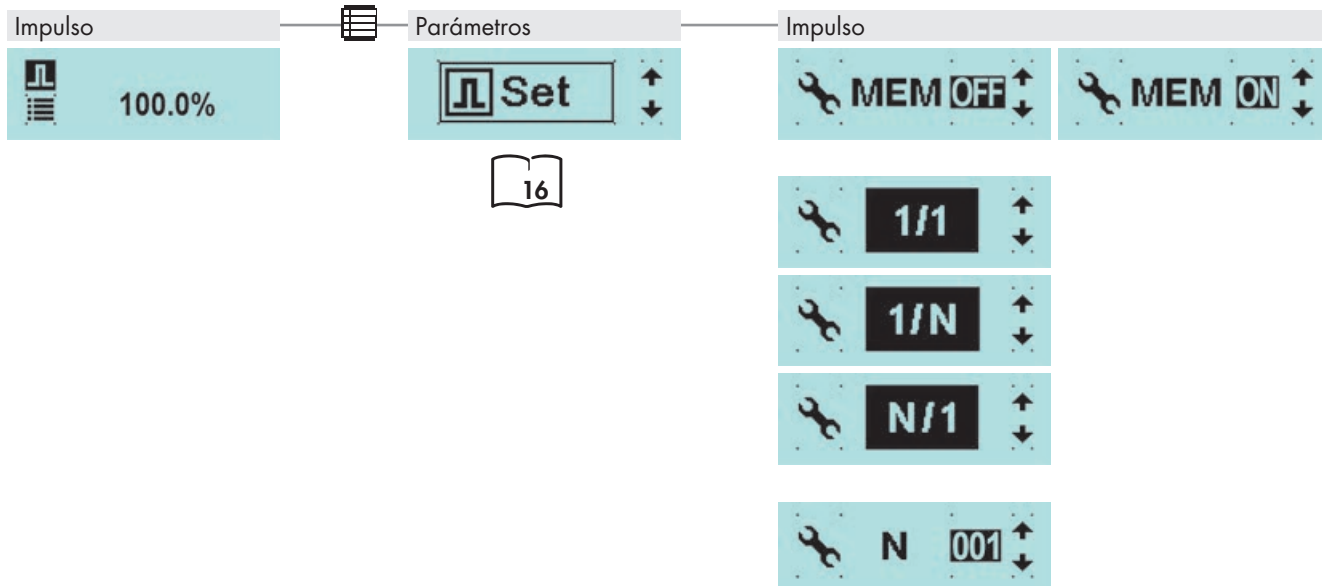 Impulso
Parámetros
Impulso
100.0%
Set
MEM OFF
MEM ON
16
1/1
1/N
N/1
N 001